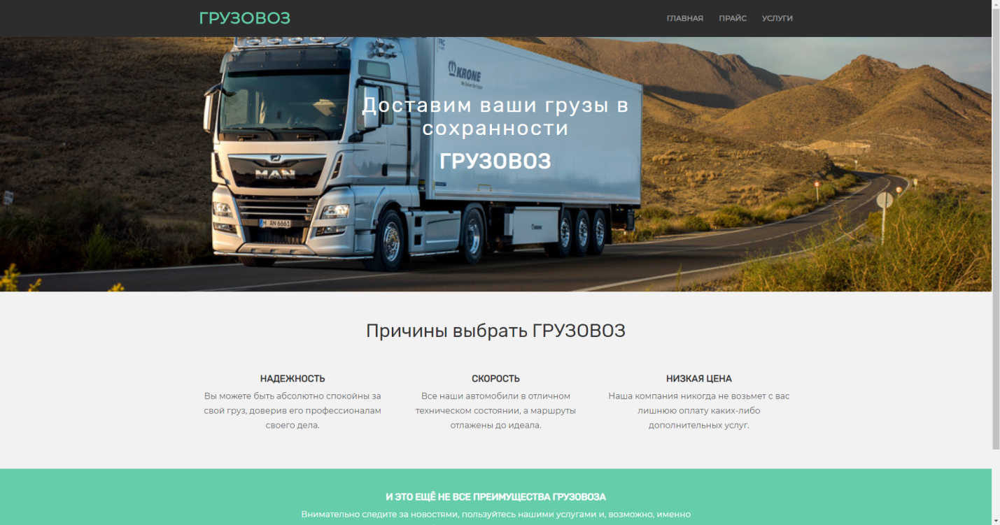 ГРУЗОВОЗ
ГЛАВНАЯ ПРАЙС УСЛУГИ
KRONE
Доставим ваши грузы в
сохранности
ГРУЗОВОЗ
MAN
M AN 6661
KRONE
Причины выбрать ГРУЗОВОЗ
НАДЕЖНОСТЬ
Вы можете быть абсолютно спокойны за
свой груз, доверив его профессионалам
своего дела.
СКОРОСТЬ
Все наши автомобили в отличном
техническом состоянии, а маршруты
отлажены до идеала.
НИЗКАЯ ЦЕНА
Наша компания никогда не возьмет с вас
лишнюю оплату каких-либо
дополнительных услуг.
И ЭТО ЕЩЁ НЕ ВСЕ ПРЕИМУЩЕСТВА ГРУЗОВОЗА
Внимательно следите за новостями, пользуйтесь нашими услугами и, возможно, именно